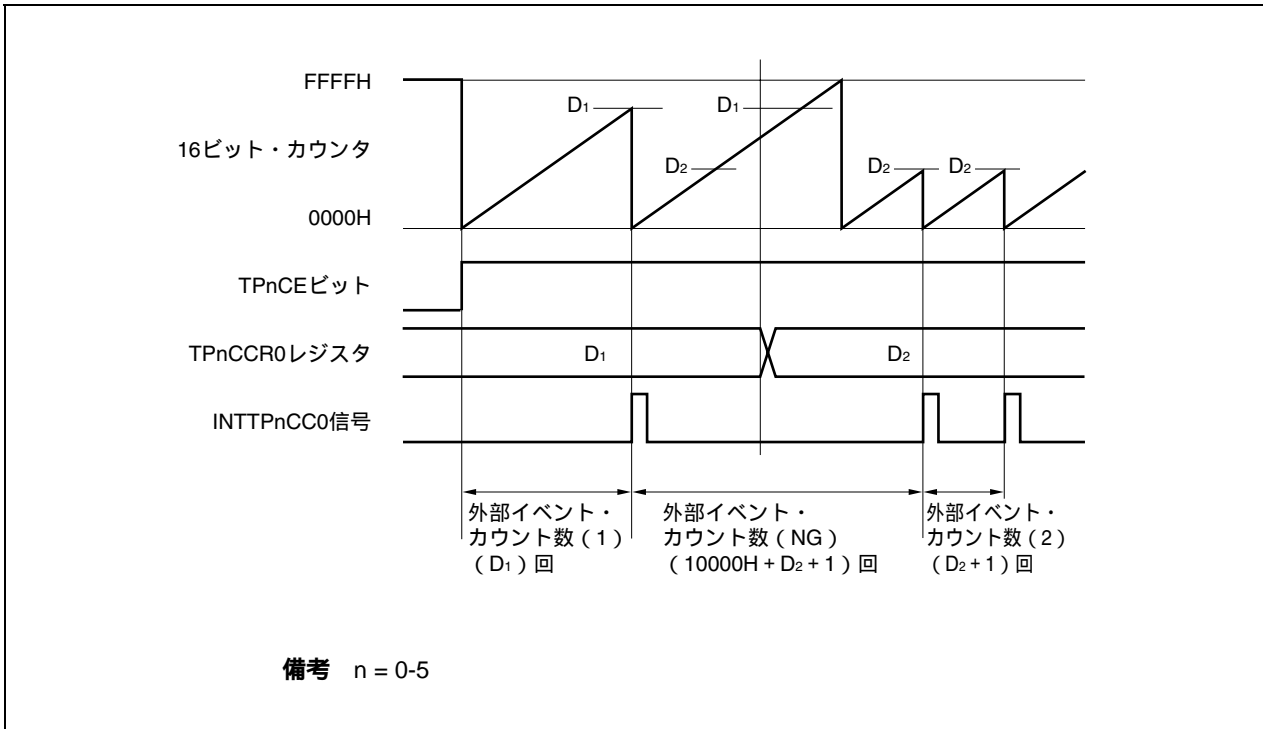 FFFFH
D1
D1
16ビット・カウンタ
D2
D2
D2
0000H
TPnCEビット
TPnCCR0レジスタ
D1
D2
INTTPnCC0信号
外部イベント・
カウント数（1）
（D1）回
外部イベント・
カウント数（NG）
（10000H + D2 + 1）回
外部イベント・
カウント数（2）
（D2 + 1）回
備考 n = 0-5